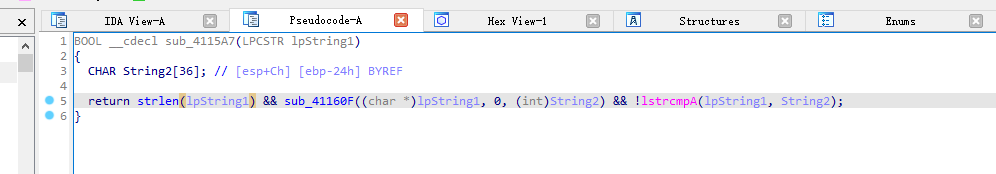 IDA View-A Pseudocode-A Hex View-1 Structures Enums
1 BOOL __cdecl sub_4115A7(LPCSTR lpString1)
2 {
3 CHAR String2[36]; // [esp+Ch] [ebp-24h] BYREF
4
5 return strlen(lpString1) && sub_41160F((char *)lpString1, 0, (int)String2) && !lstrcmpA(lpString1, String2);
6 }